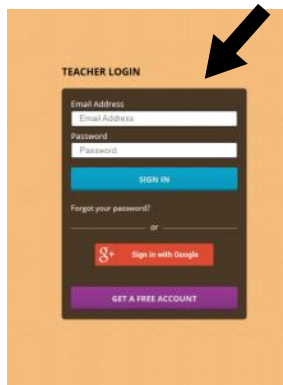 TEACHER LOGIN
Email Address
Email Address
Password
Password
SIGN IN
Forgot your password?
or
g+ Sign in with Google
GET A FREE ACCOUNT